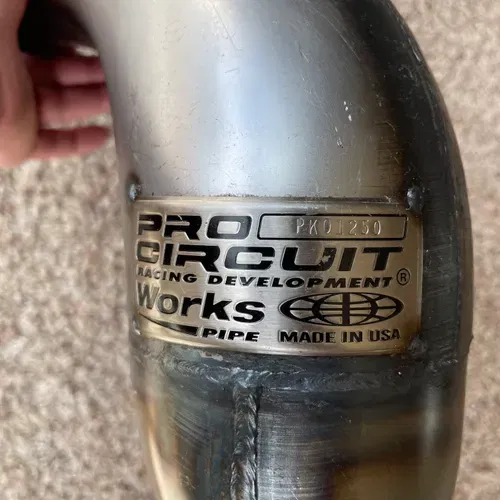 PRO
PK01250
CIRCUIT
RACING DEVELOPMENT®
Works
PIPE MADE IN USA